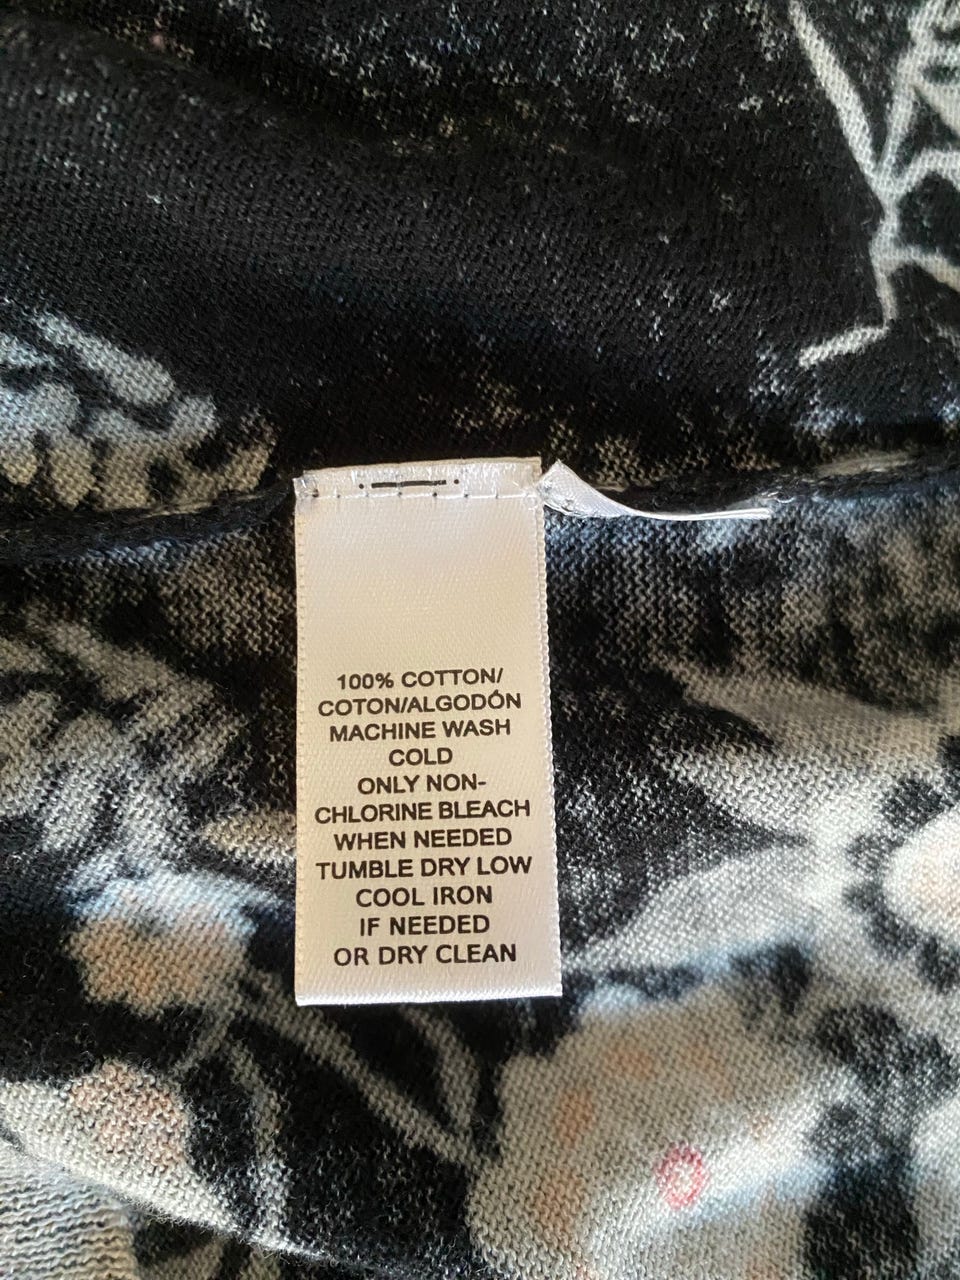 100% COTTON/
COTON/ALGODÓN
MACHINE WASH
COLD
ONLY NON-
CHLORINE BLEACH
WHEN NEEDED
TUMBLE DRY LOW
COOL IRON
IF NEEDED
OR DRY CLEAN